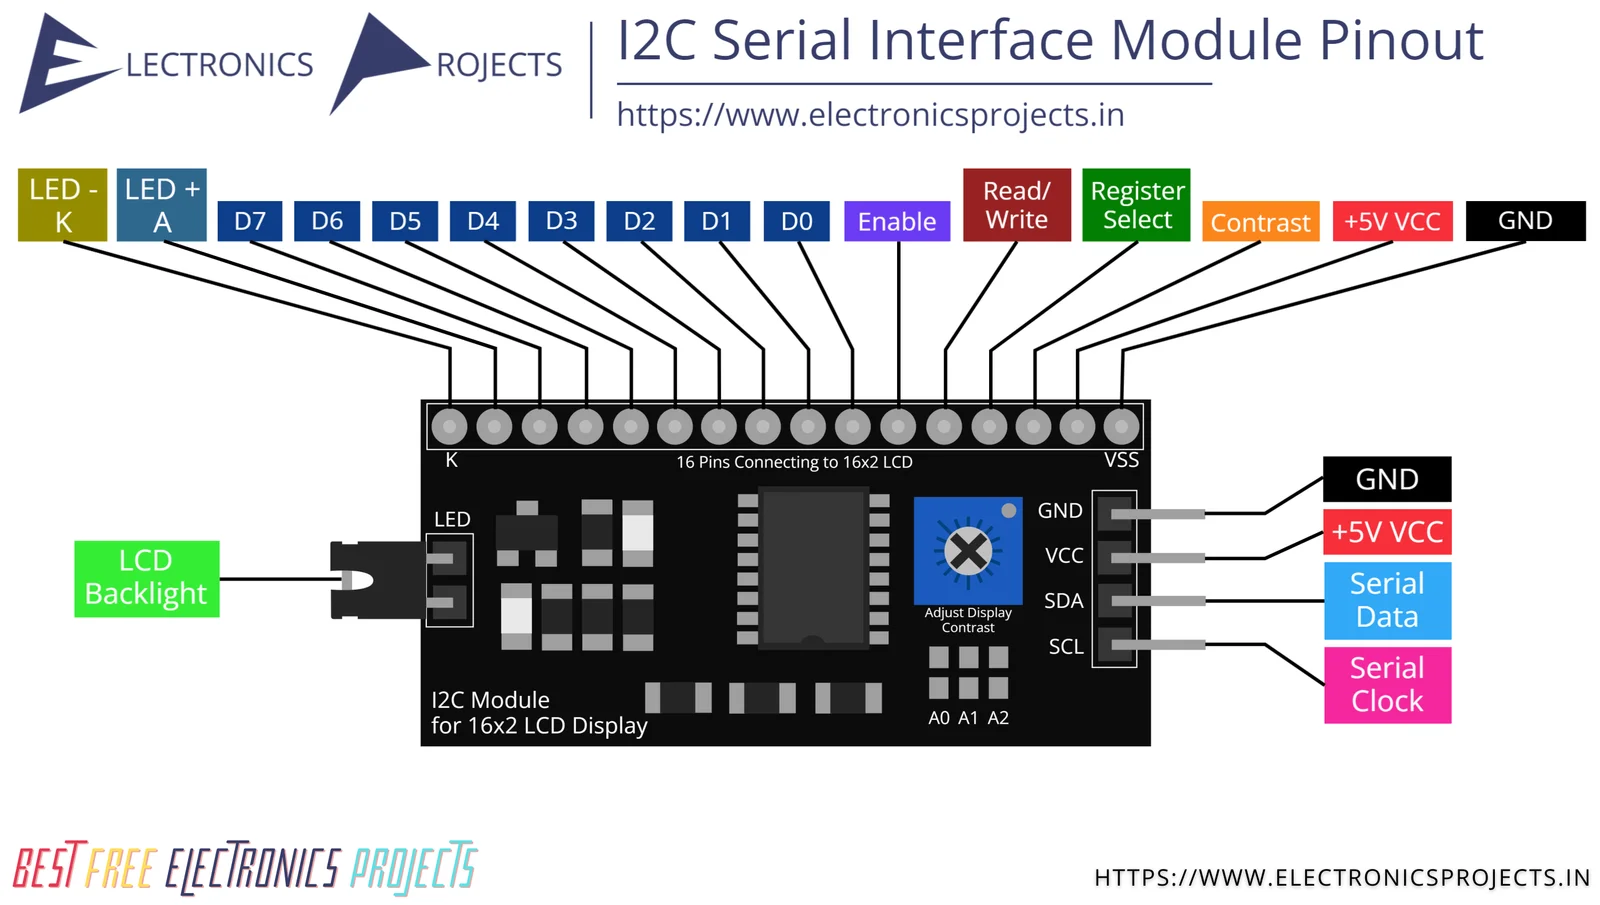 LECTRONICS
ROJECTS
I2C Serial Interface Module Pinout
https://www.electronicsprojects.in
LED -
K
LED +
A
D7
D6
D5
D4
D3
D2
D1
D0
Enable
Read/
Write
Register
Select
Contrast
+5V VCC
GND
K
16 Pins Connecting to 16x2 LCD
VSS
LED
LCD
Backlight
Adjust Display
Contrast
GND
VCC
SDA
SCL
GND
+5V VCC
Serial
Data
Serial
Clock
A0 A1 A2
I2C Module
for 16x2 LCD Display
BEST FREE ELECTRONICS PROJECTS
HTTPS://WWW.ELECTRONICSPROJECTS.IN